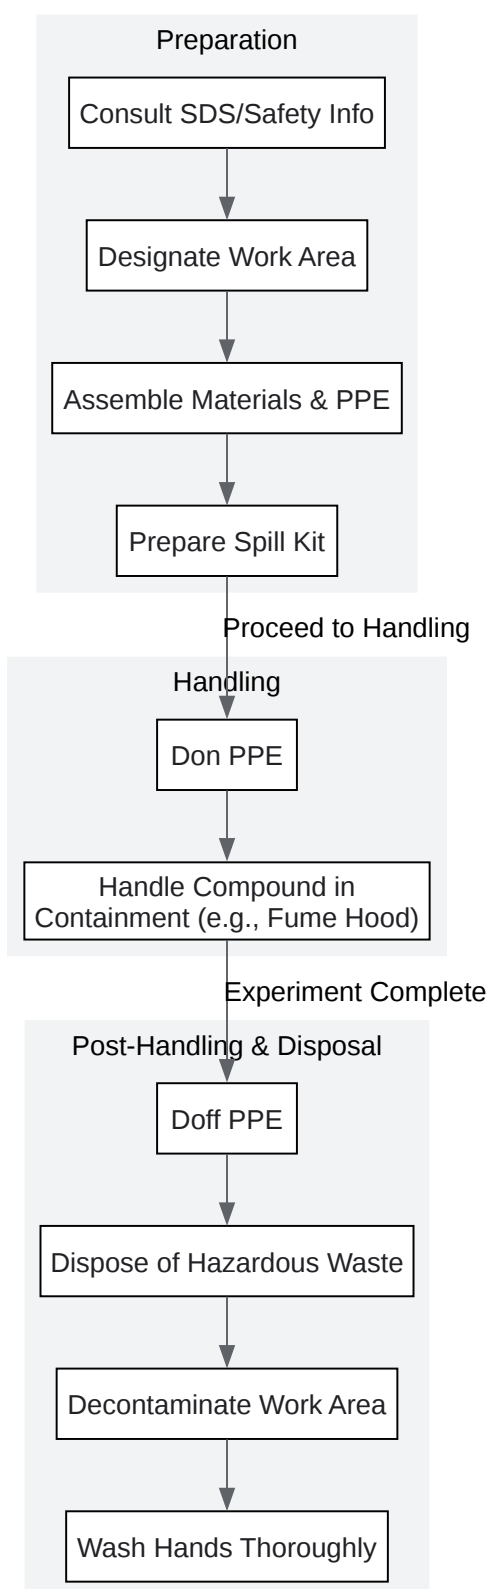 Preparation
Consult SDS/Safety Info
Designate Work Area
Assemble Materials & PPE
Prepare Spill Kit
Proceed to Handling
Handling
Don PPE
Handle Compound in
Containment (e.g., Fume Hood)
Experiment Complete
Post-Handling & Disposal
Doff PPE
Dispose of Hazardous Waste
Decontaminate Work Area
Wash Hands Thoroughly